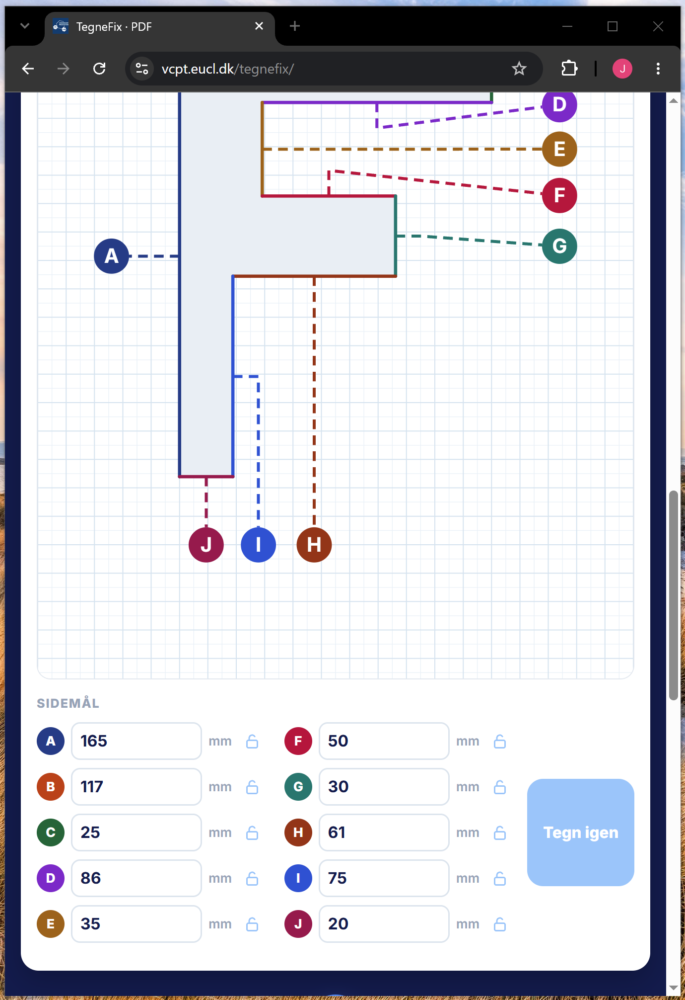 TegneFix · PDF
vcpt.eucl.dk/tegnefix/
J
D
E
F
G
A
J
I
H
SIDEMÅL
A 165 mm
F 50 mm
B 117 mm
G 30 mm
C 25 mm
H 61 mm
Tegn igen
D 86 mm
I 75 mm
E 35 mm
J 20 mm